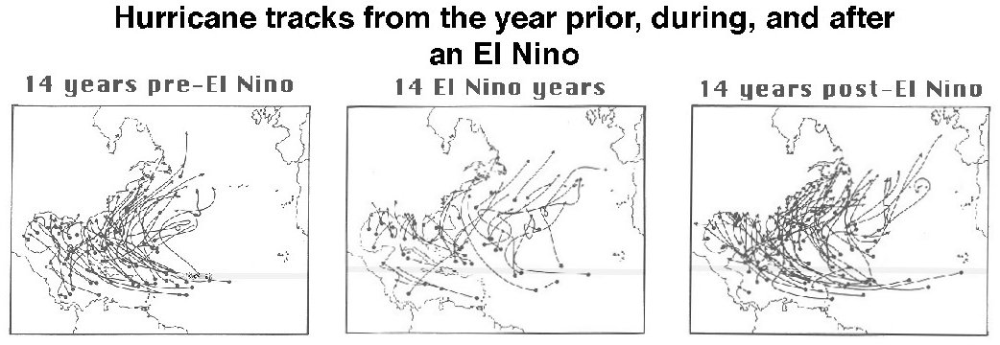 Hurricane tracks from the year prior, during, and after
an El Nino
14 years pre-El Nino
14 El Nino years
14 years post-El Nino